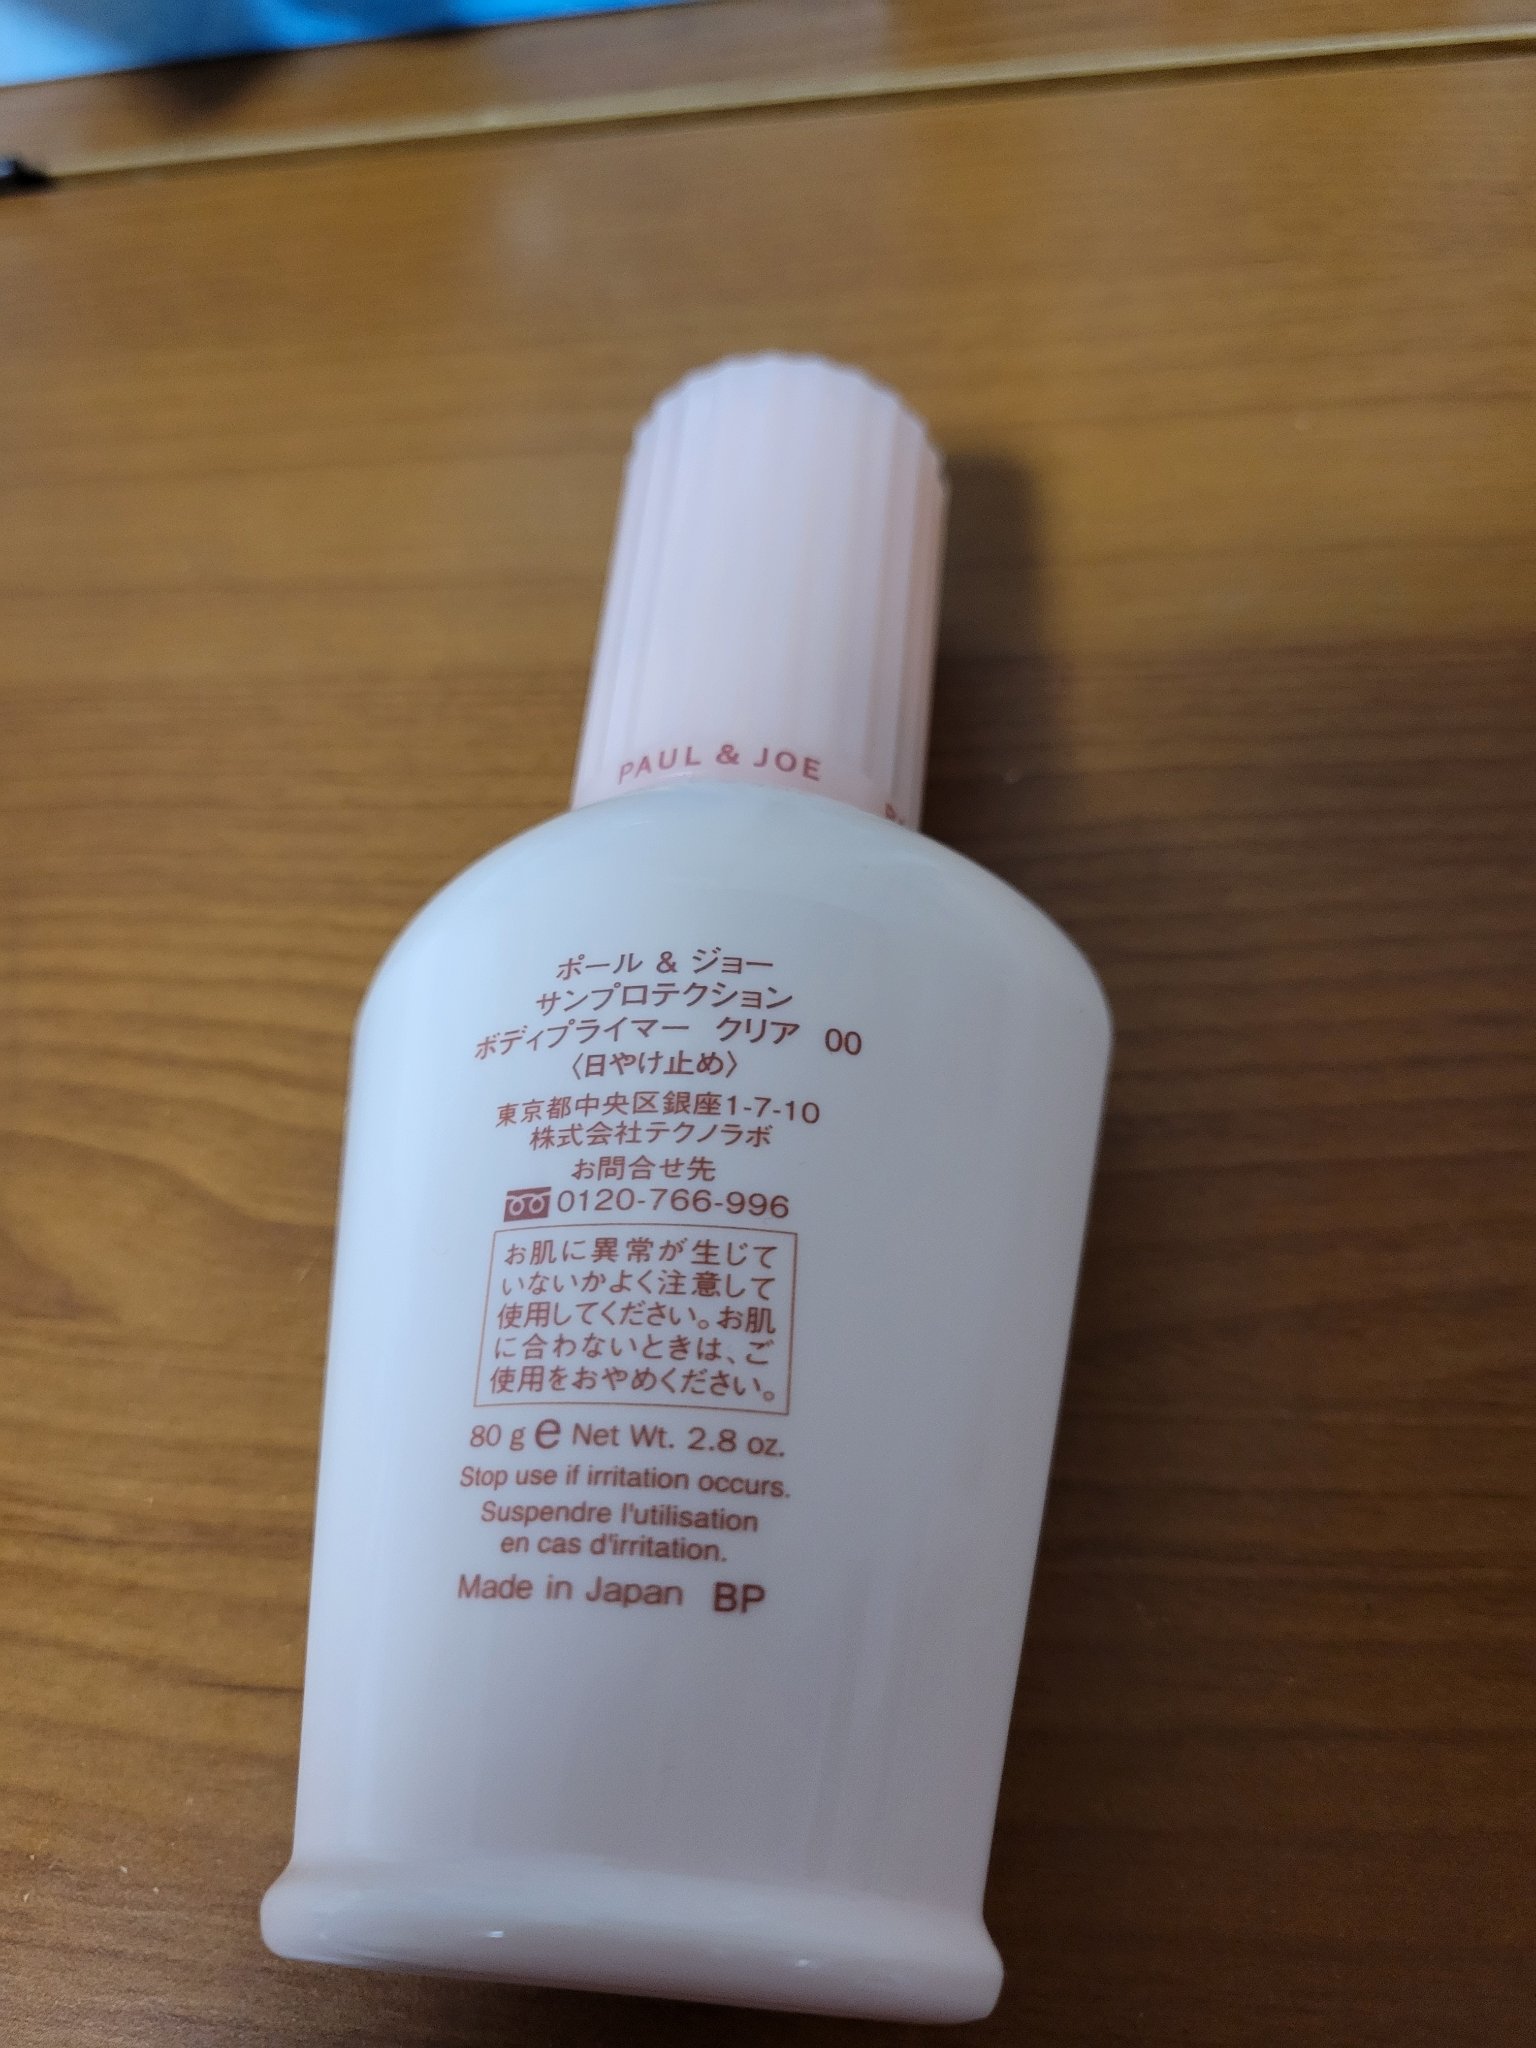 PAUL & JOE
ポール & ジョー
サンプロテクション
ボディプライマー クリア 00
〈日やけ止め〉
東京都中央区銀座1-7-10
株式会社テクノラボ
お問合せ先
0120-766-996
お肌に異常が生じて
いないかよく注意して
使用してください。お肌
に合わないときは、ご
使用をおやめください。
80 g e Net Wt. 2.8 oz.
Stop use if irritation occurs.
Suspendre l'utilisation
en cas d'irritation.
Made in Japan BP